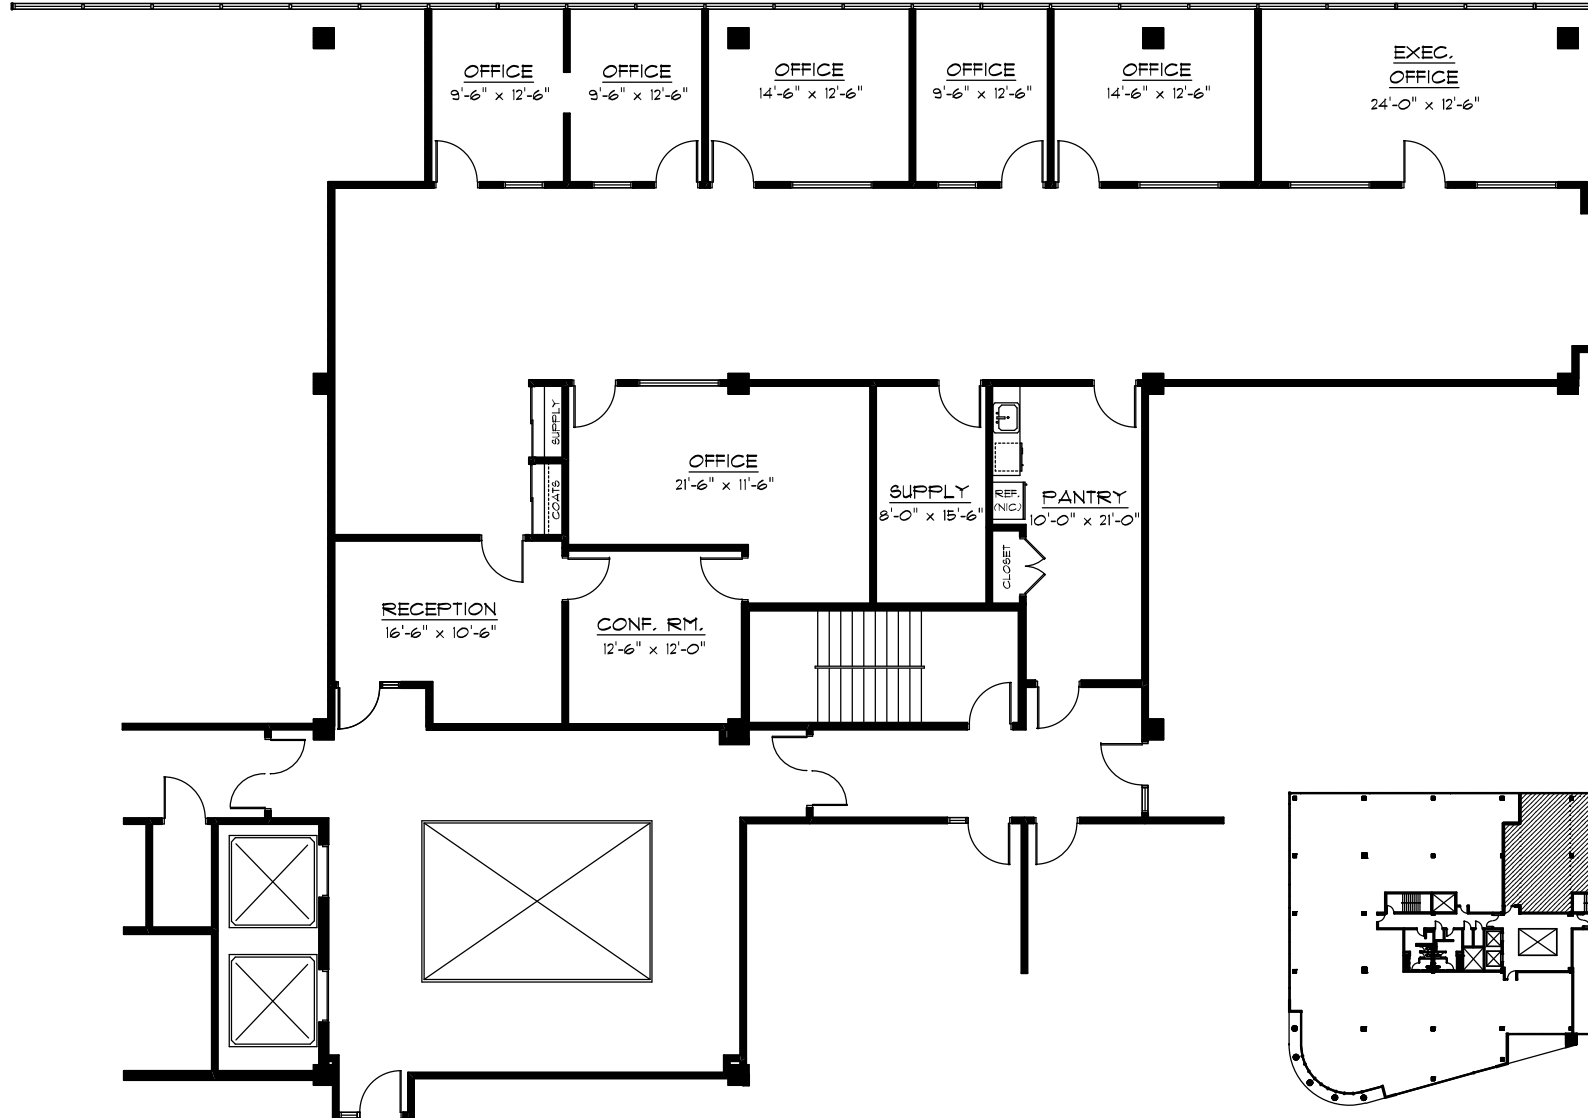 OFFICE
9'-6" x 12'-6"
OFFICE
9'-6" x 12'-6"
OFFICE
14'-6" x 12'-6"
OFFICE
9'-6" x 12'-6"
OFFICE
14'-6" x 12'-6"
EXEC.
OFFICE
24'-0" x 12'-6"
SUPPLY
COATS
OFFICE
21'-6" x 11'-6"
SUPPLY
8'-0" x 15'-6"
REF.
(NIC)
PANTRY
10'-0" x 21'-0"
CLOSET
RECEPTION
16'-6" x 10'-6"
CONF. RM.
12'-6" x 12'-0"